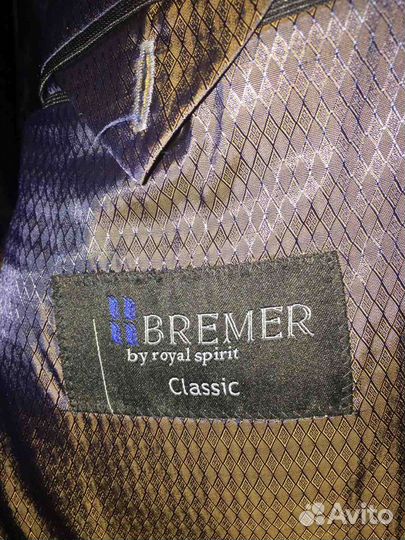 BREMER
by royal spirit
Classic
Avito